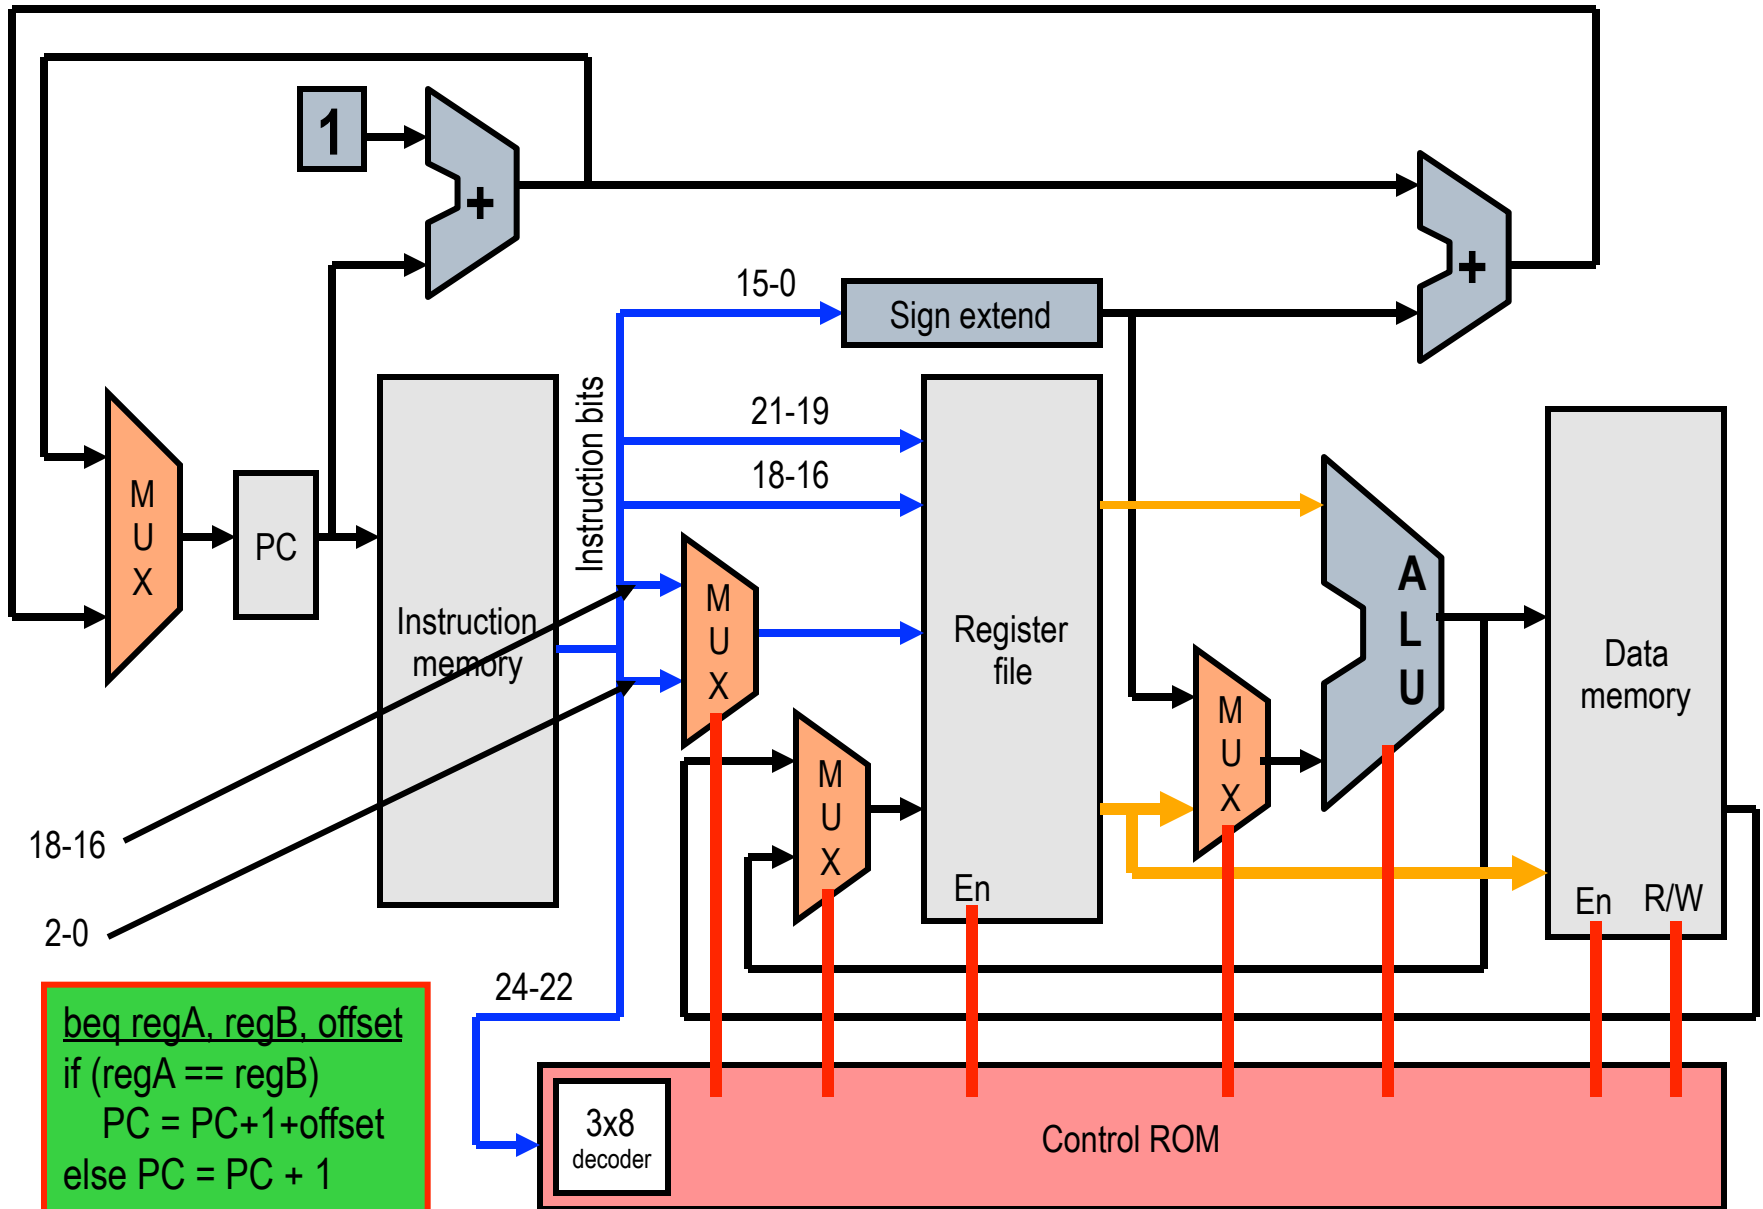 1
+
+
15-0
Sign extend
Instruction bits
21-19
18-16
M
U
X
PC
Instruction
memory
M
U
X
Register
file
En
M
U
X
M
U
X
A
L
U
Data
memory
En
R/W
18-16
2-0
24-22
beq regA, regB, offset
if (regA == regB)
PC = PC+1+offset
else PC = PC + 1
3x8
decoder
Control ROM